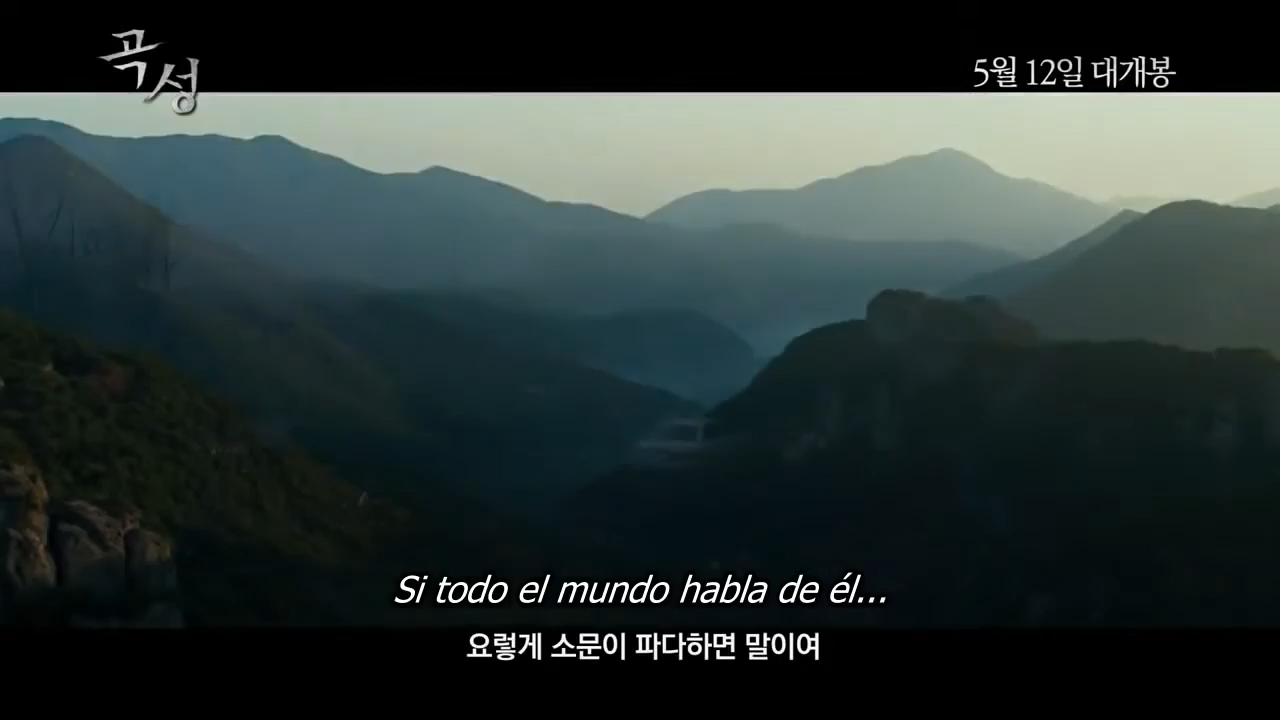 곡성
5월 12일 대개봉
Si todo el mundo habla de él...
요렇게 소문이 파다하면 말이여